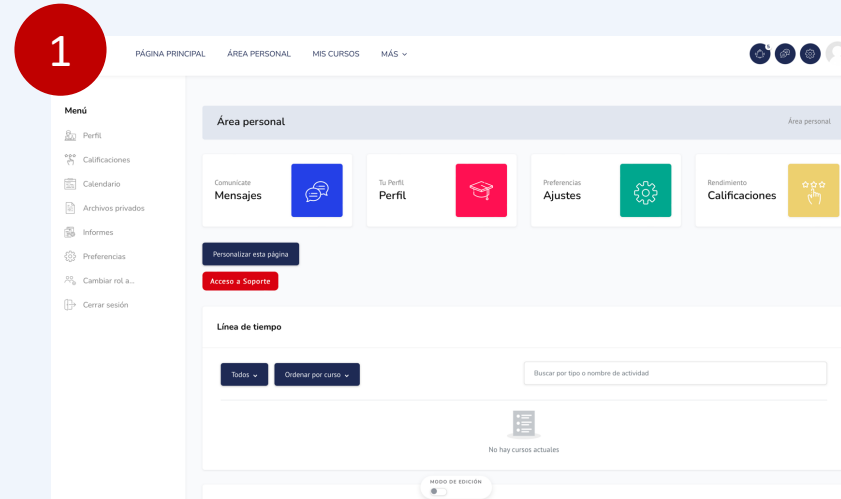 1
PÁGINA PRINCIPAL ÁREA PERSONAL MIS CURSOS MÁS
Menú
Perfil
Calificaciones
Calendario
Archivos privados
Informes
Preferencias
Cambiar rol a...
Cerrar sesión
Área personal Área personal
Comunícate
Mensajes
Tu Perfil
Perfil
Preferencias
Ajustes
Rendimiento
Calificaciones
Personalizar esta página
Acceso a Soporte
Línea de tiempo
Todos Ordenar por curso Buscar por tipo o nombre de actividad
No hay cursos actuales
MODO DE EDICIÓN